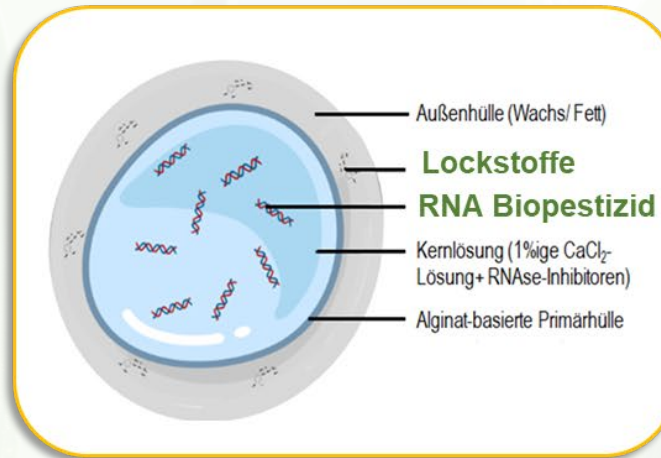 Außenhülle (Wachs/ Fett)
Lockstoffe
RNA Biopestizid
Kernlösung (1%ige CaCl₂-
Lösung+ RNAse-Inhibitoren)
Alginat-basierte Primärhülle